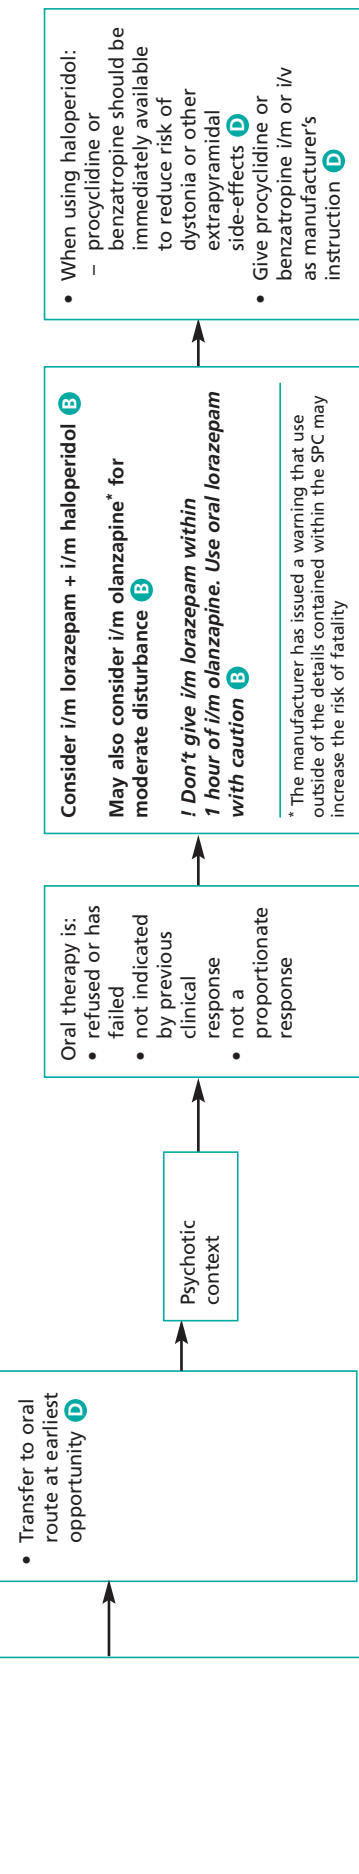 • Transfer to oral
route at earliest
opportunity D
Psychotic
context
Oral therapy is:
• refused or has
failed
• not indicated
by previous
clinical
response
• not a
proportionate
response
Consider i/m lorazepam + i/m haloperidol B
May also consider i/m olanzapine* for
moderate disturbance B
! Don't give i/m lorazepam within
1 hour of i/m olanzapine. Use oral lorazepam
with caution B
* The manufacturer has issued a warning that use
outside of the details contained within the SPC may
increase the risk of fatality
• When using haloperidol:
– procyclidine or
benzatropine should be
immediately available
to reduce risk of
dystonia or other
extrapyramidal
side-effects D
• Give procyclidine or
benzatropine i/m or i/v
as manufacturer's
instruction D